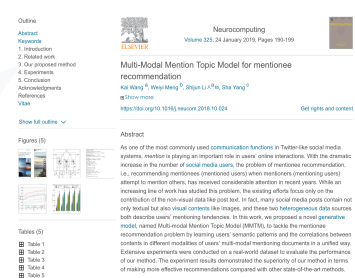 Outline
Abstract
Keywords
1. Introduction
2. Related work
3. Our proposed method
4. Experiments
5. Conclusion
Acknowledgments
References
Vitae
Show full outline
Figures (5)
Tables (5)
Table 1
Table 2
Table 3
Table 4
Table 5
ELSEVIER
Neurocomputing
Volume 325, 24 January 2019, Pages 190-199
Multi-Modal Mention Topic Model for mentionee
recommendation
Kai Wang a, Weiyi Meng b, Shijun Li a, Sha Yang c
Show more
https://doi.org/10.1016/j.neucom.2018.10.024
Get rights and content
Abstract
As one of the most commonly used communication functions in Twitter-like social media
systems, mention is playing an important role in users' online interactions. With the dramatic
increase in the number of social media users, the problem of mentionee recommendation,
i.e., recommending mentionees (mentioned users) when mentioners (mentioning users)
attempt to mention others, has received considerable attention in recent years. While an
increasing line of work has studied this problem, the existing efforts focus only on the
contribution of the non-visual data like post text. In fact, many social media posts contain not
only textual but also visual contents like images, and these two heterogeneous data sources
both describe users' mentioning tendencies. In this work, we proposed a novel generative
model, named Multi-Modal Mention Topic Model (MMTM), to tackle the mentionee
recommendation problem by learning users' semantic patterns and the correlations between
contents in different modalities of users' multi-modal mentioning documents in a unified way.
Extensive experiments were conducted on a real-world dataset to evaluate the performance
of our method. The experiment results demonstrated the superiority of our method in terms
of making more effective recommendations compared with other state-of-the-art methods.